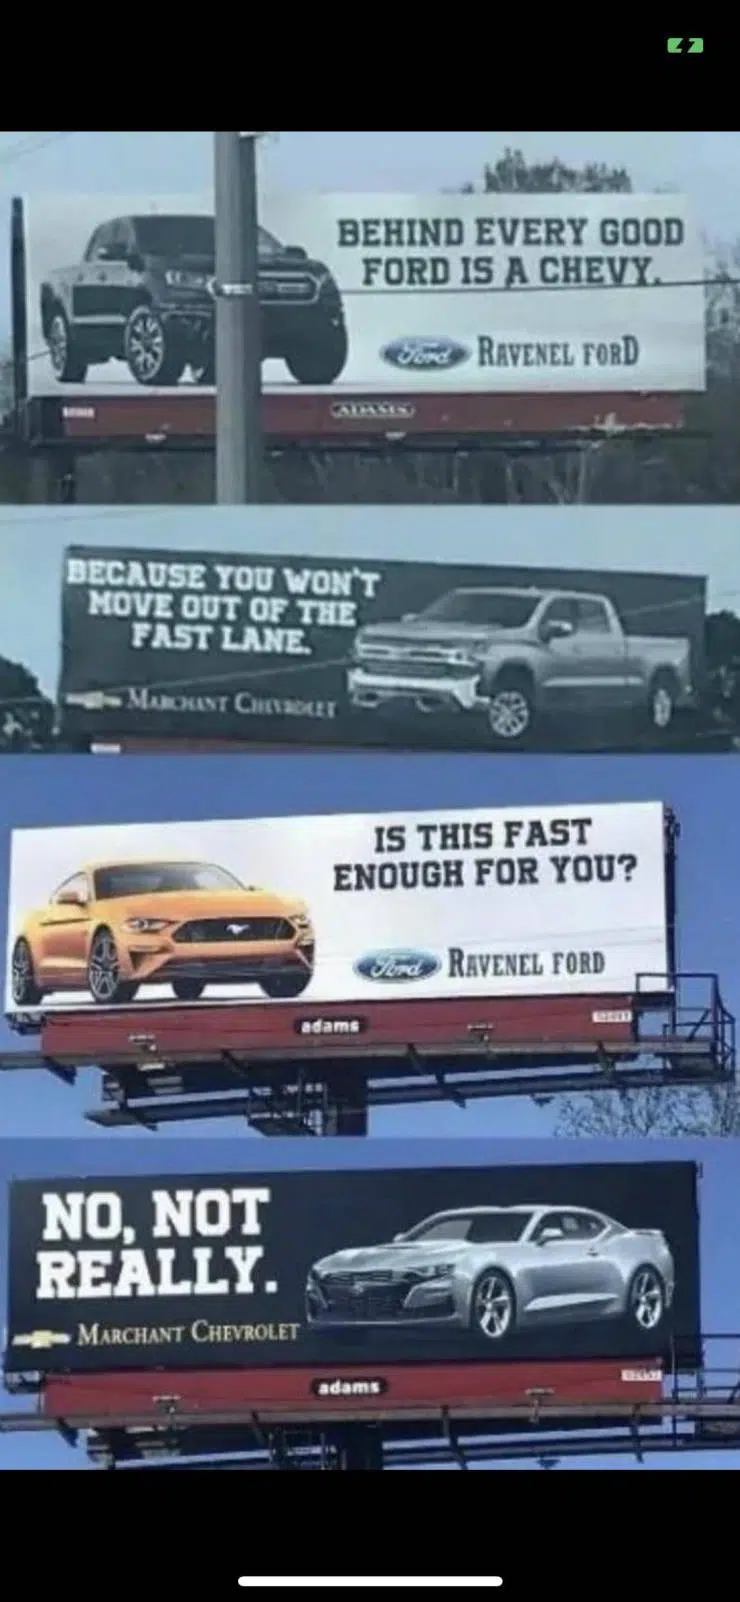 BEHIND EVERY GOOD
FORD IS A CHEVY.
Ford RAVENEL FORD
ADAMS
BECAUSE YOU WON'T
MOVE OUT OF THE
FAST LANE.
MARCHANT CHEVROLET
IS THIS FAST
ENOUGH FOR YOU?
Ford RAVENEL FORD
adams
NO, NOT
REALLY.
MARCHANT CHEVROLET
adams